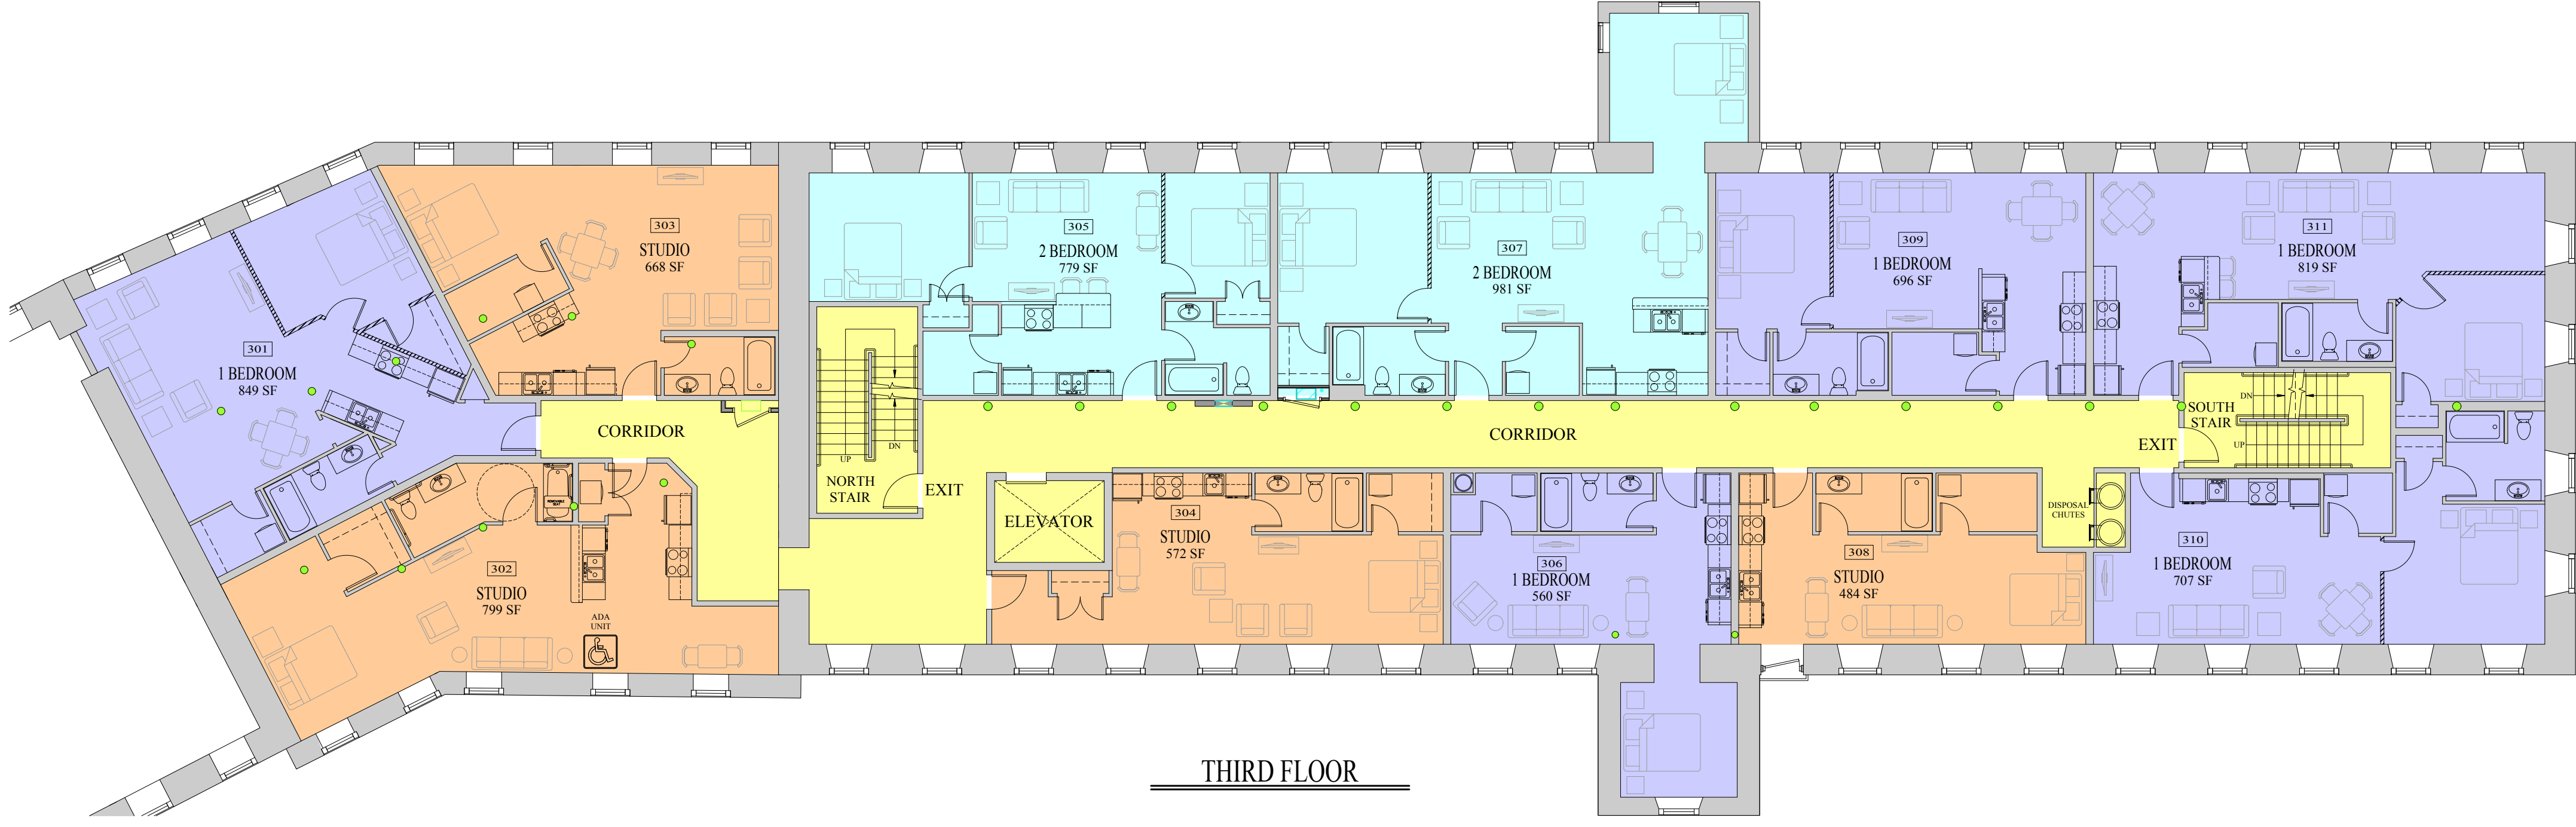 303
STUDIO
668 SF
305
2 BEDROOM
779 SF
307
2 BEDROOM
981 SF
309
1 BEDROOM
696 SF
311
1 BEDROOM
819 SF
301
1 BEDROOM
849 SF
CORRIDOR
UP
DN
NORTH
STAIR
EXIT
CORRIDOR
EXIT
SOUTH
STAIR
DN
UP
ELEVATOR
304
STUDIO
572 SF
306
1 BEDROOM
560 SF
308
STUDIO
484 SF
DISPOSAL
CHUTES
310
1 BEDROOM
707 SF
302
STUDIO
799 SF
ADA
UNIT
REMOVABLE
SEAT
THIRD FLOOR